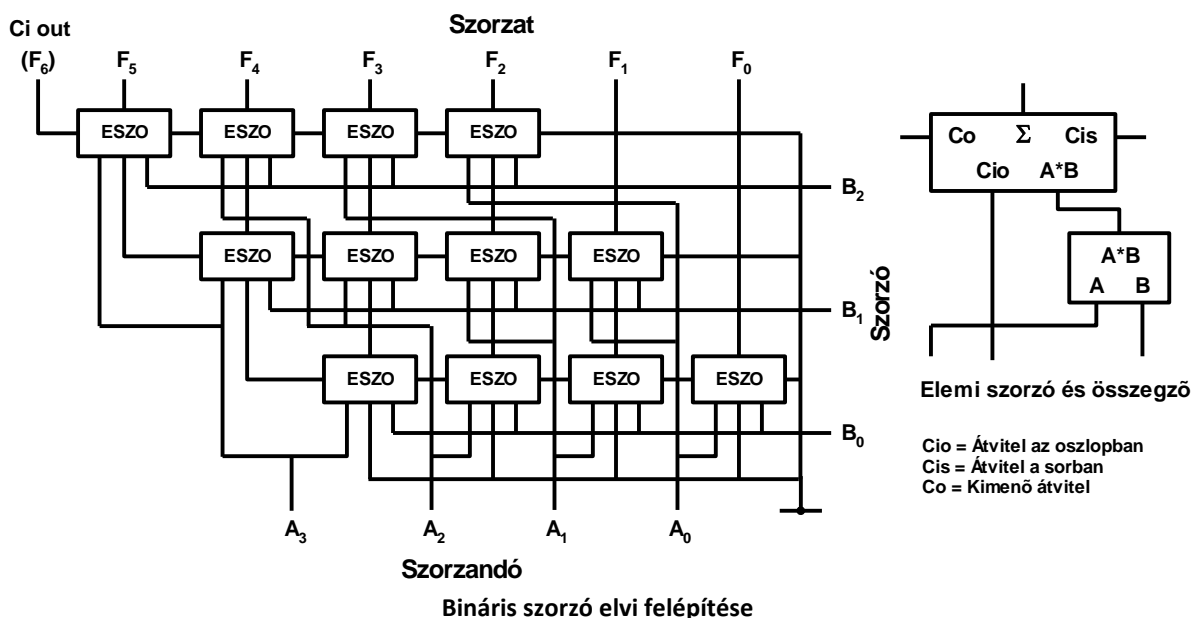 Ci out
Szorzat
(F6) F5 F4 F3 F2 F1 F0
ESZO ESZO ESZO ESZO
B2
ESZO ESZO ESZO ESZO
B1
ESZO ESZO ESZO ESZO
B0
A3 A2 A1 A0
Szorzandó
Szorzó
Co Σ Cis
Cio A*B
A*B
A B
Elemi szorzó és összegzõ
Cio = Átvitel az oszlopban
Cis = Átvitel a sorban
Co = Kimenõ átvitel
Bináris szorzó elvi felépítése